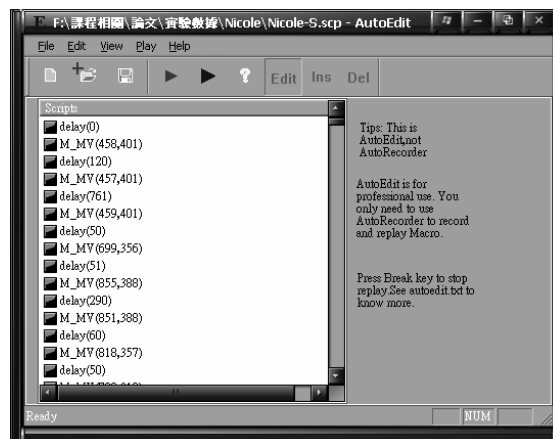 F:\課程相關\論文\實驗數據\Nicole\Nicole-S.scp - AutoEdit
File Edit View Play Help
Edit Ins Del
Scripts
delay(0)
M_MV(458,401)
delay(120)
M_MV(457,401)
delay(761)
M_MV(459,401)
delay(50)
M_MV(699,356)
delay(51)
M_MV(855,388)
delay(290)
M_MV(851,388)
delay(60)
M_MV(818,357)
delay(50)
Tips: This is
AutoEdit,not
AutoRecorder
AutoEdit is for
professional use. You
only need to use
AutoRecorder to record
and replay Macro.
Press Break key to stop
replay.See autoedit.txt to
know more.
Ready
NUM